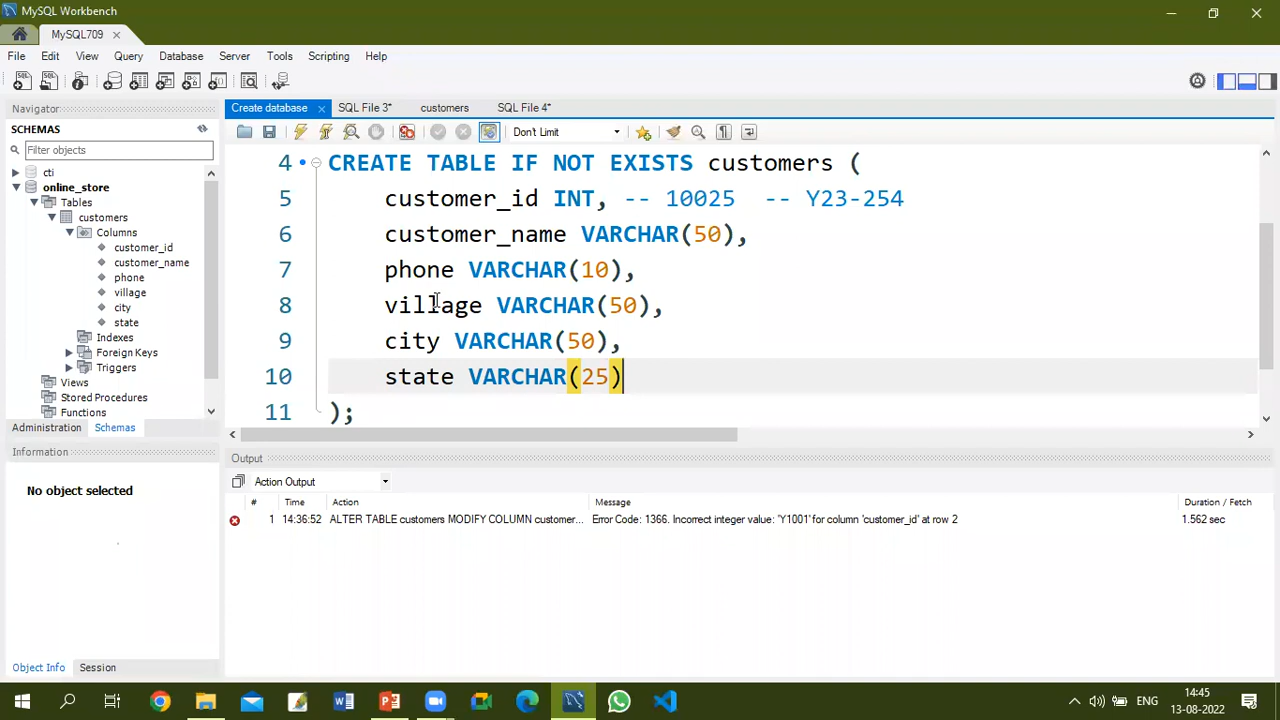 MySQL Workbench
MySQL709
File Edit View Query Database Server Tools Scripting Help
Navigator
SCHEMAS
Filter objects
cti
online_store
Tables
customers
Columns
customer_id
customer_name
phone
village
city
state
Indexes
Foreign Keys
Triggers
Views
Stored Procedures
Functions
Administration Schemas
Information
No object selected
Object Info Session
Create database SQL File 3* customers SQL File 4*
Don't Limit
4 CREATE TABLE IF NOT EXISTS customers (
5 customer_id INT, -- 10025 -- Y23-254
6 customer_name VARCHAR(50),
7 phone VARCHAR(10),
8 village VARCHAR(50),
9 city VARCHAR(50),
10 state VARCHAR(25)
11 );
Output
Action Output
# Time Action Message Duration / Fetch
1 14:36:52 ALTER TABLE customers MODIFY COLUMN customer... Error Code: 1366. Incorrect integer value: 'Y1001' for column 'customer_id' at row 2 1.562 sec
ENG
14:45
13-08-2022